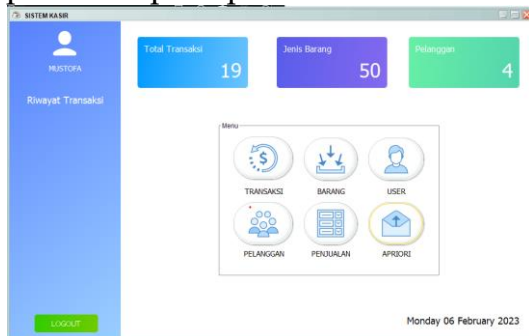 SISTEM KASIR
MUSTOFA
Riwayat Transaksi
LOGOUT
Total Transaksi
19
Jenis Barang
50
Pelanggan
4
Menu
TRANSAKSI
BARANG
USER
PELANGGAN
PENJUALAN
APRIORI
Monday 06 February 2023